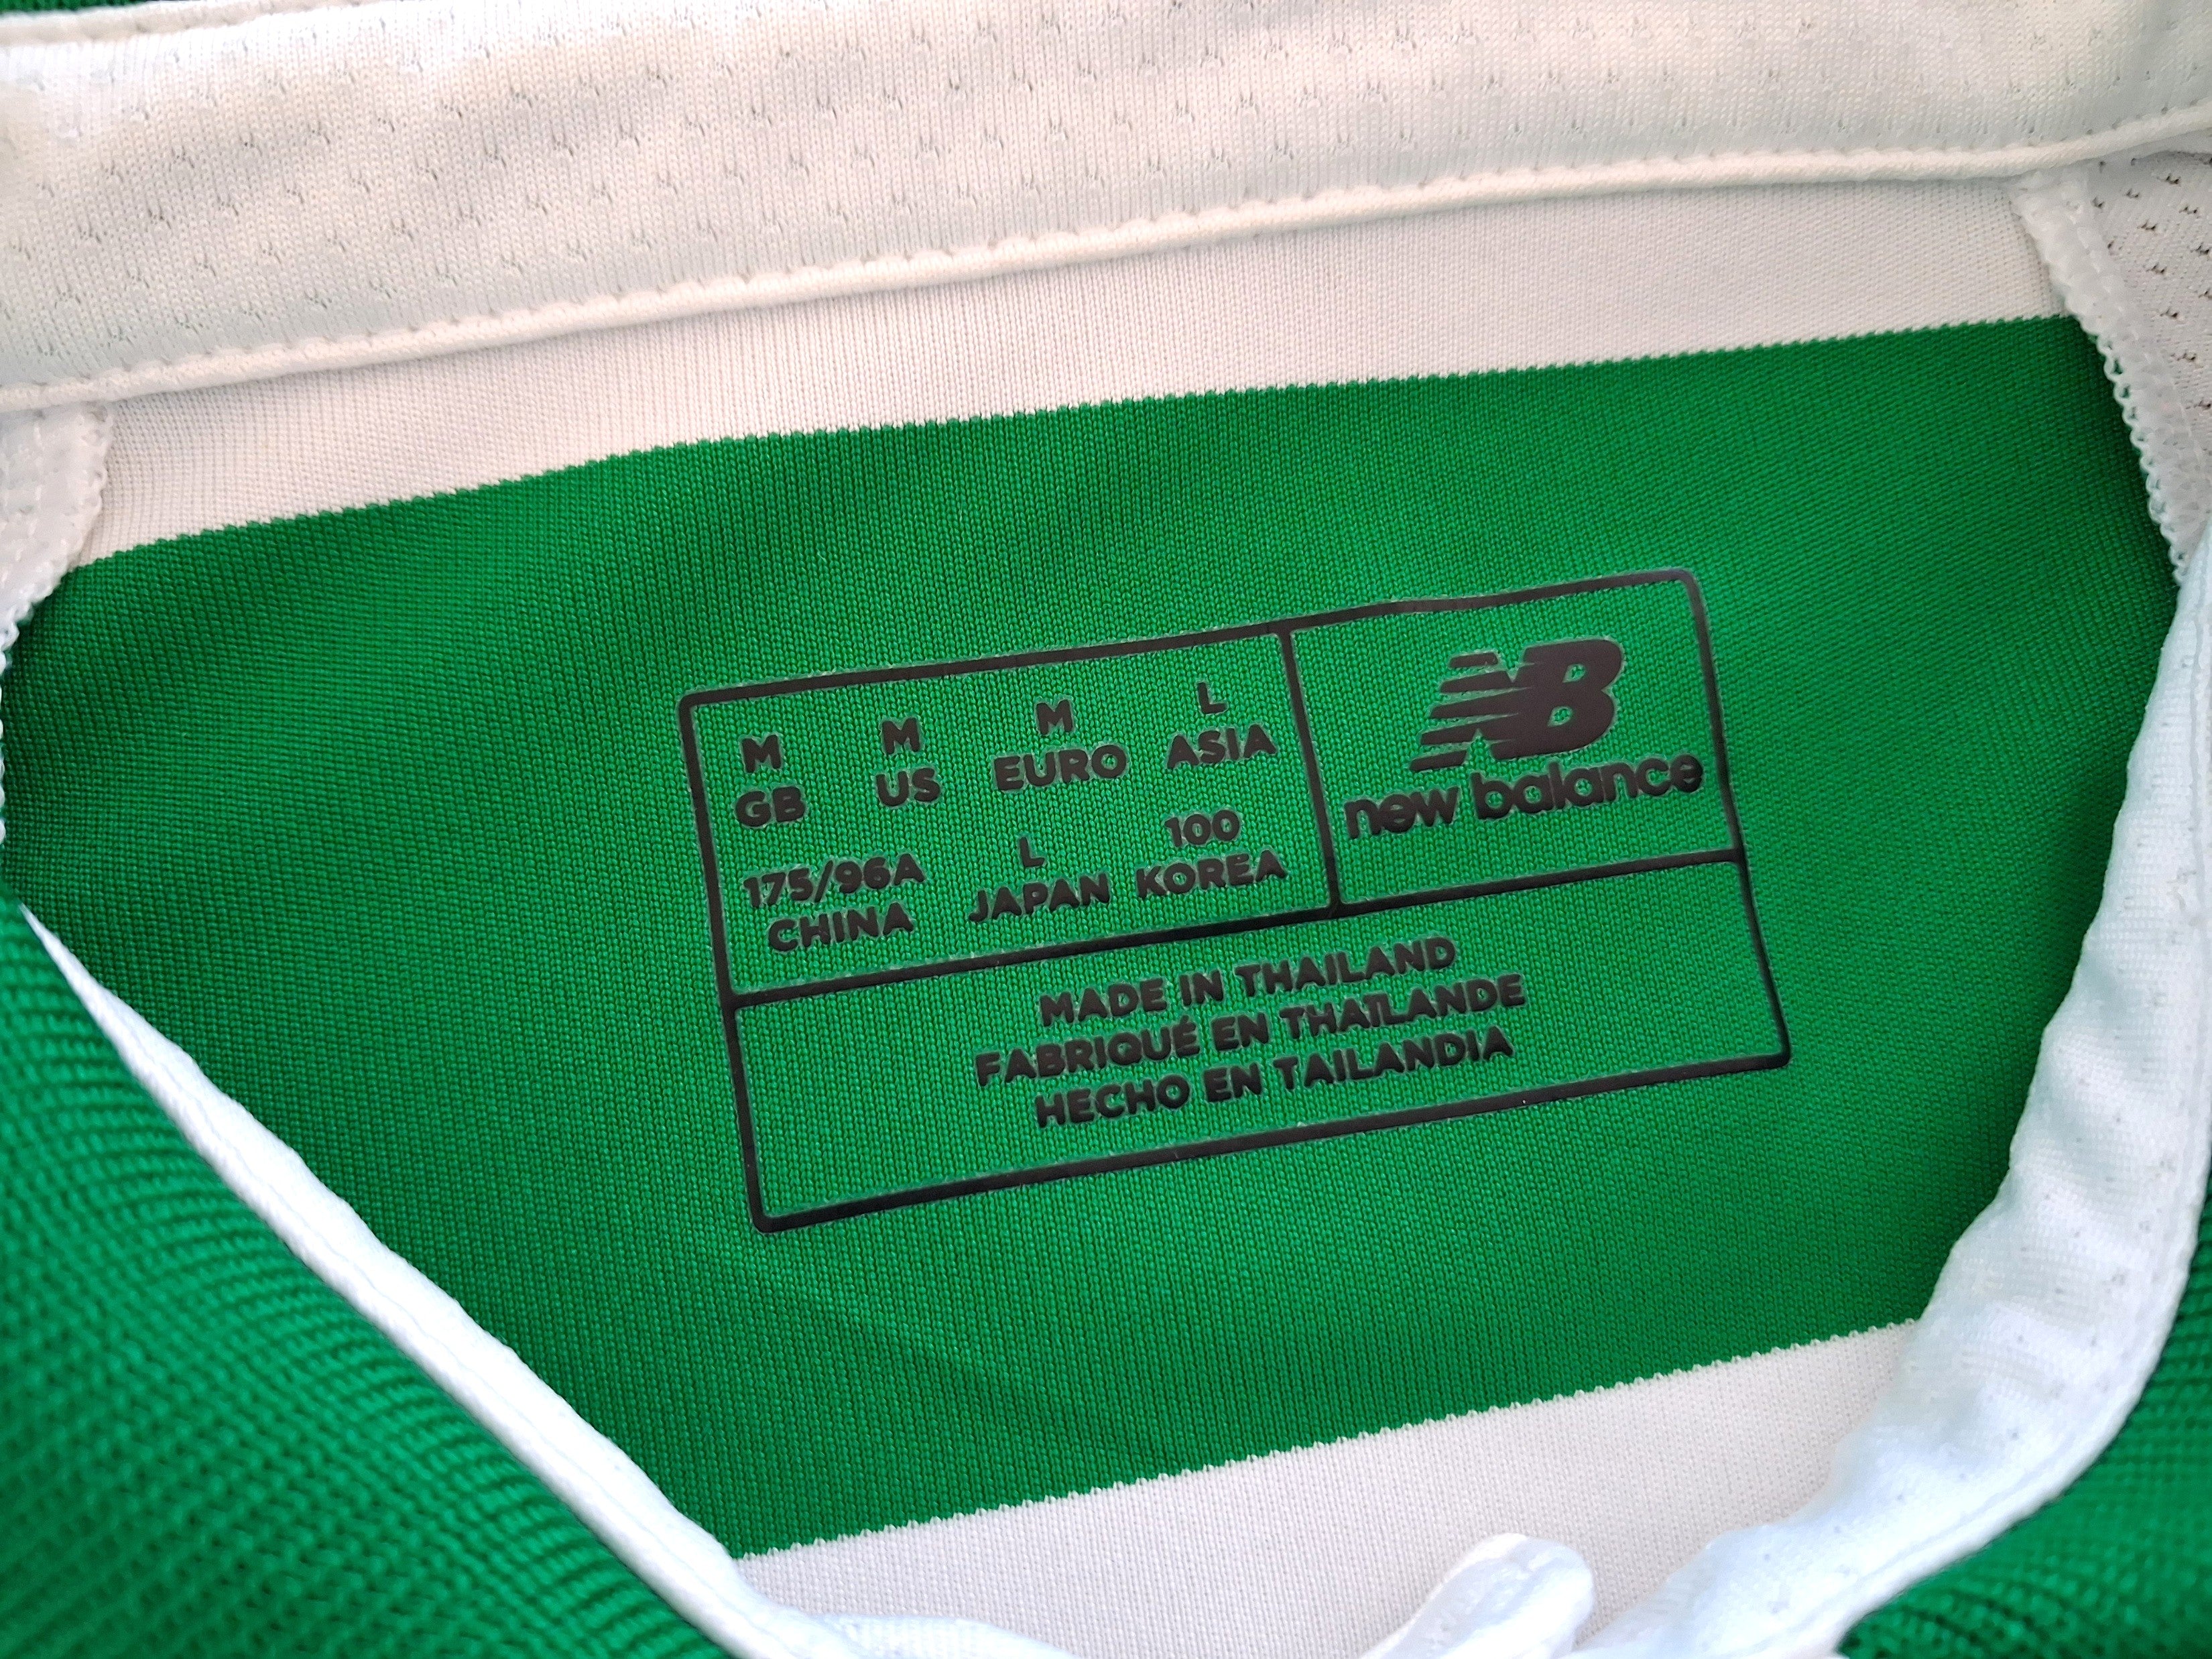 M M M L
GB US EURO ASIA
175/96A L 100
CHINA JAPAN KOREA
NB
new balance
MADE IN THAILAND
FABRIQUÉ EN THAÏLANDE
HECHO EN TAILANDIA